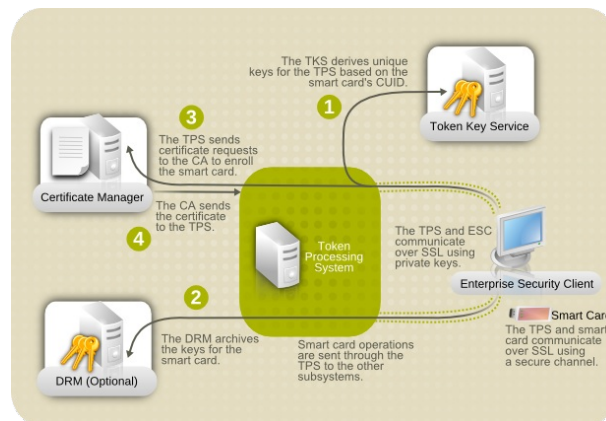 The TKS derives unique
keys for the TPS based on the
smart card's CUID.
1
Token Key Service
3
The TPS sends
certificate requests
to the CA to enroll
the smart card.
Certificate Manager
The CA sends
the certificate
to the TPS.
4
Token
Processing
System
The TPS and ESC
communicate
over SSL using
private keys.
Enterprise Security Client
2
The DRM archives
the keys for the
smart card.
DRM (Optional)
Smart card operations
are sent through the
TPS to the other
subsystems.
Smart Card
The TPS and smart
card communicate
over SSL using
a secure channel.